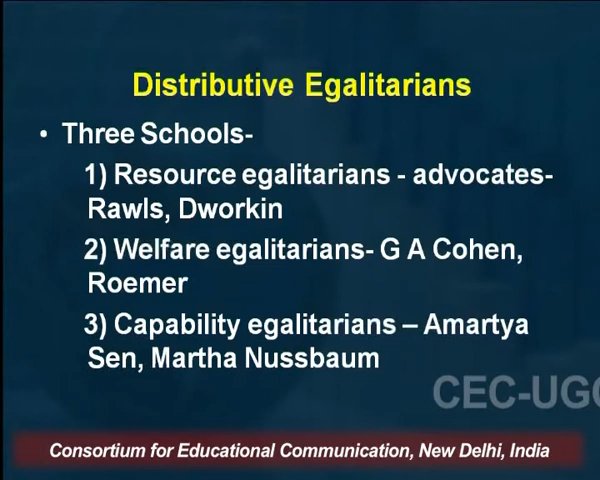 Distributive Egalitarians
• Three Schools-
1) Resource egalitarians - advocates-
Rawls, Dworkin
2) Welfare egalitarians- G A Cohen,
Roemer
3) Capability egalitarians – Amartya
Sen, Martha Nussbaum
CEC-UGC
Consortium for Educational Communication, New Delhi, India